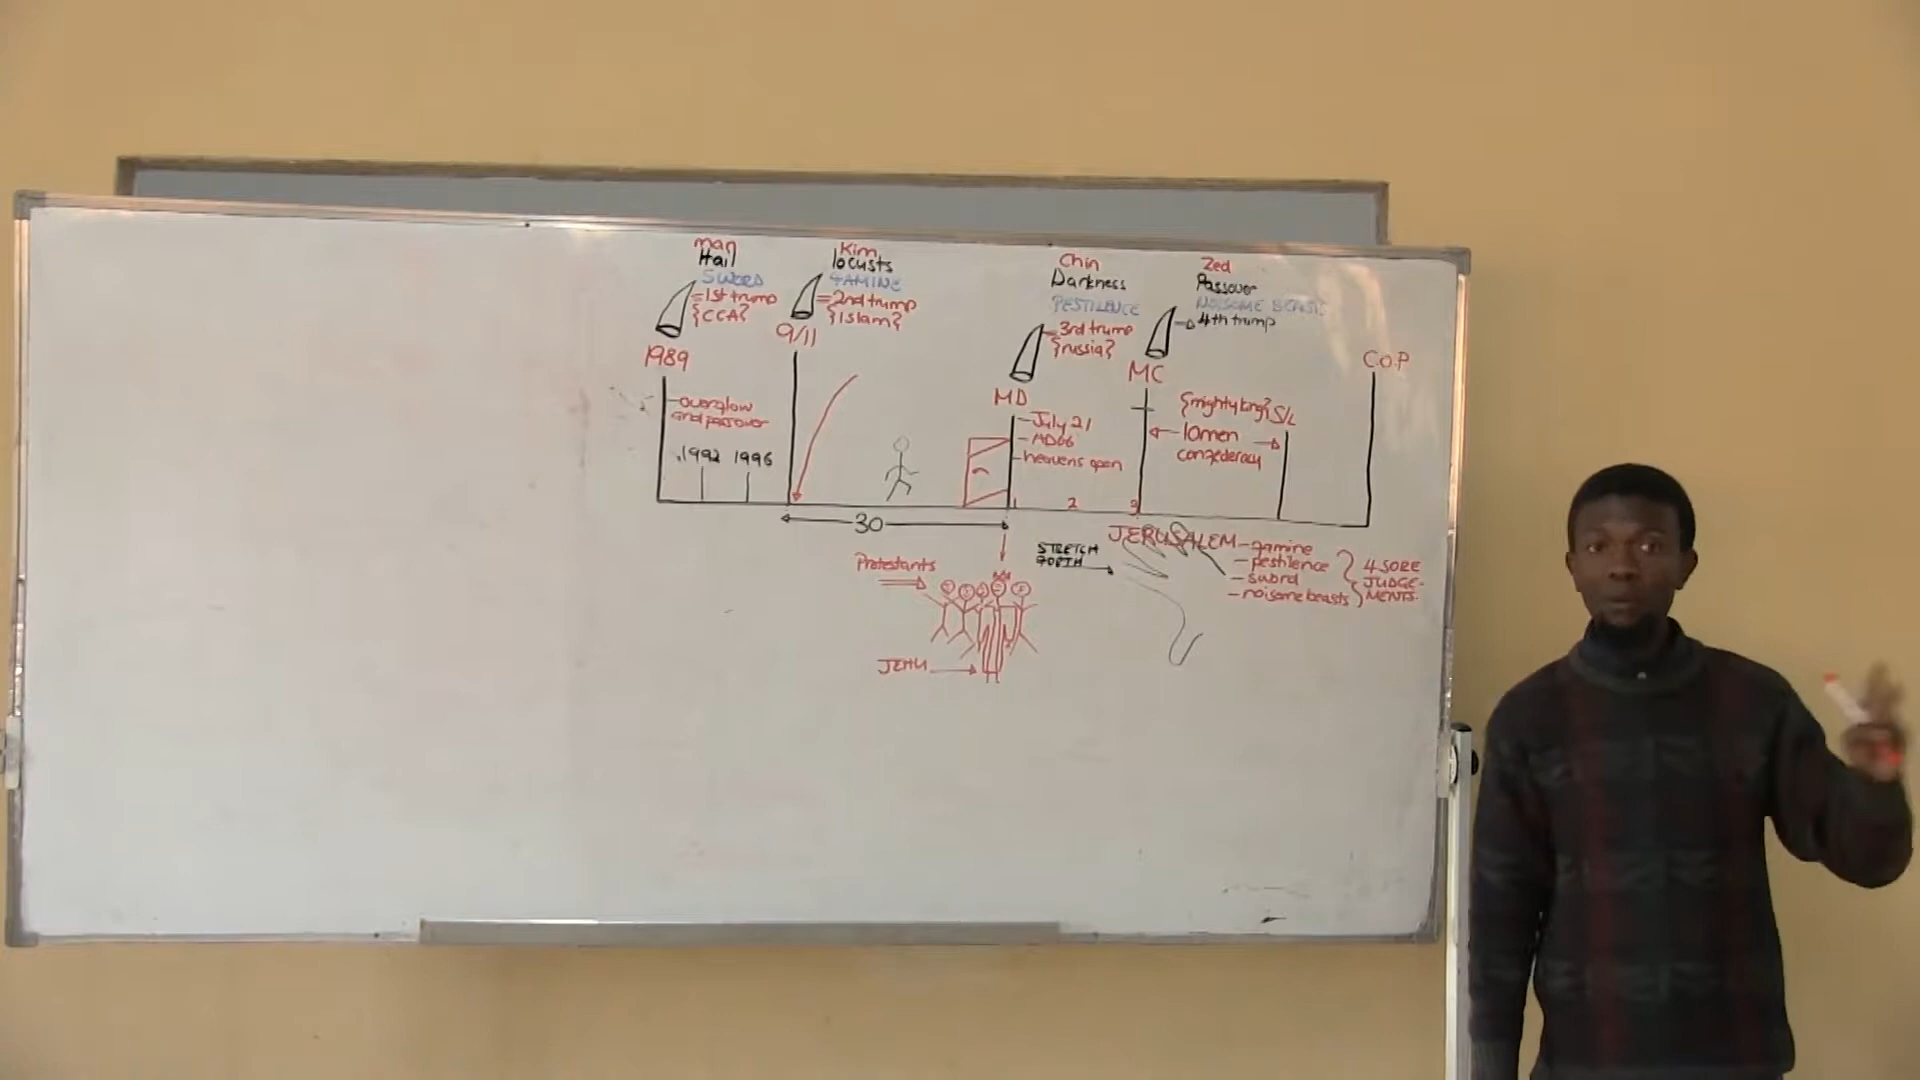 man
Hail
SWORD
=1st trump
{CCA}
1989
overflow
and passover
1992
1996
Kim
locusts
FAMINE
=2nd trump
{Islam}
9/11
30
Chin
Darkness
PESTILENCE
3rd trump
{russia}
MD
-July 21
-MD06
-heavens open
1 2 3
Zed
Passover
NOISOME BEASTS
4th trump
MC
{mighty king} S/L
10men
confederacy
C.O.P
Protestants
JEHU
STRETCH
FORTH
JERUSALEM
-famine
-pestilence
-sword
-noisome beasts
4 SORE
JUDGE-
MENTS.